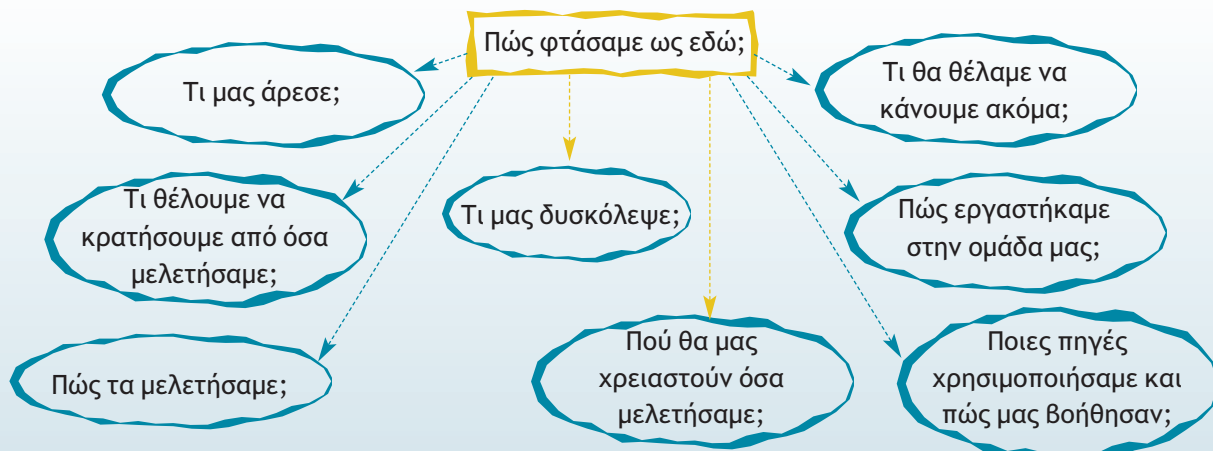 Πώς φτάσαμε ως εδώ;
Τι μας άρεσε;
Τι θα θέλαμε να
κάνουμε ακόμα;
Τι θέλουμε να
κρατήσουμε από όσα
μελετήσαμε;
Τι μας δυσκόλεψε;
Πώς εργαστήκαμε
στην ομάδα μας;
Πώς τα μελετήσαμε;
Πού θα μας
χρειαστούν όσα
μελετήσαμε;
Ποιες πηγές
χρησιμοποιήσαμε και
πώς μας βοήθησαν;